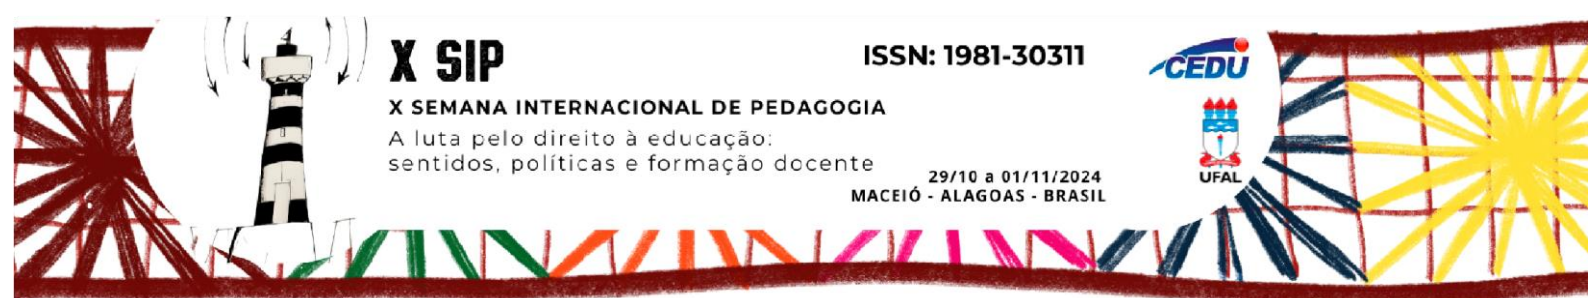 X SIP
ISSN: 1981-30311
CEDU
X SEMANA INTERNACIONAL DE PEDAGOGIA
A luta pelo direito à educação:
sentidos, políticas e formação docente
29/10 a 01/11/2024
MACEIÓ - ALAGOAS - BRASIL
UFAL